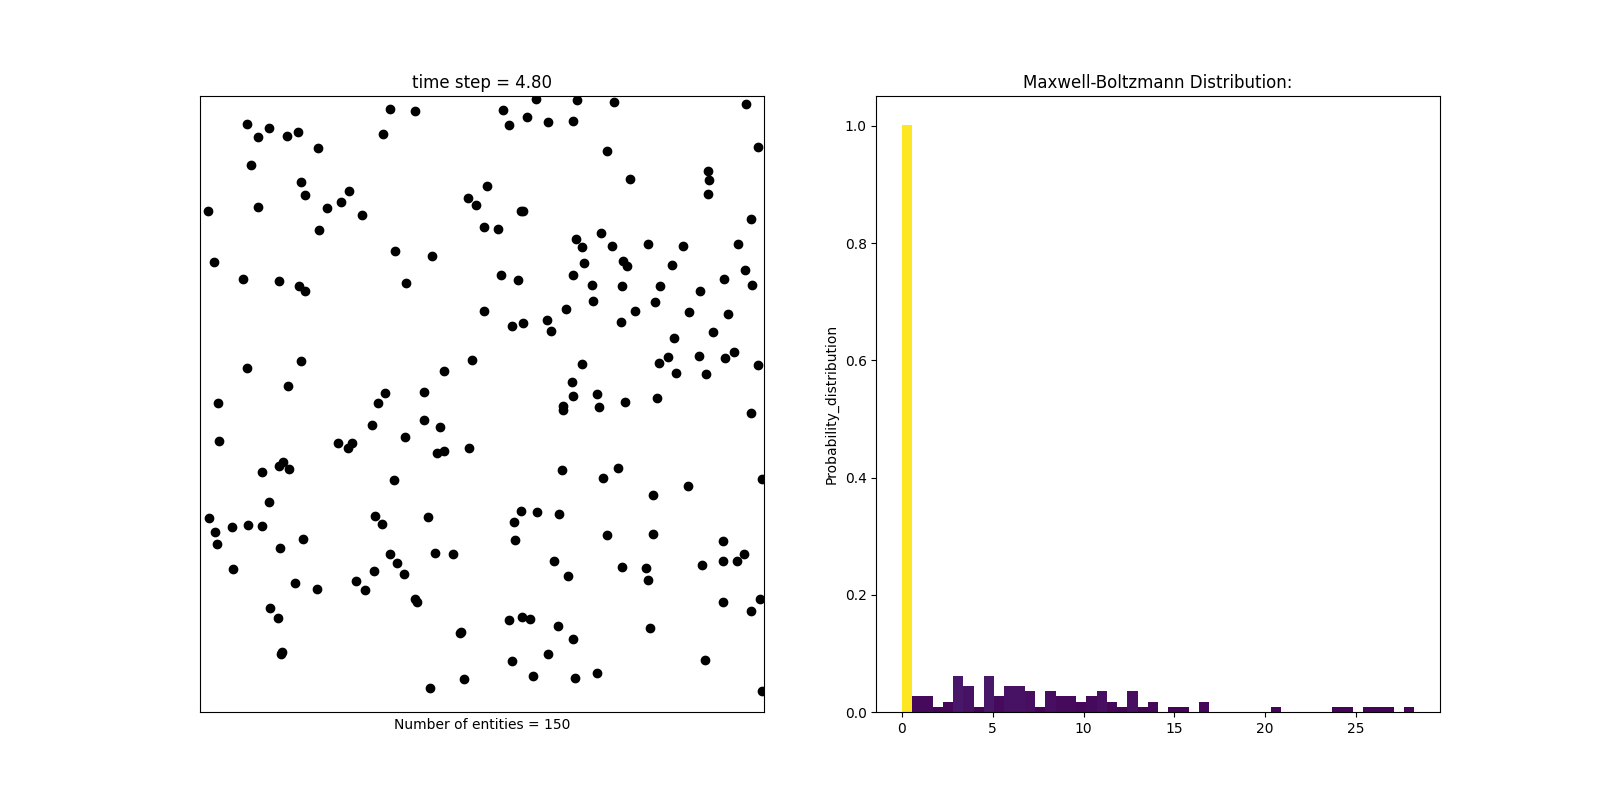 time step = 4.80
Number of entities = 150
Maxwell-Boltzmann Distribution:
Probability_distribution
1.0
0.8
0.6
0.4
0.2
0.0
0 5 10 15 20 25